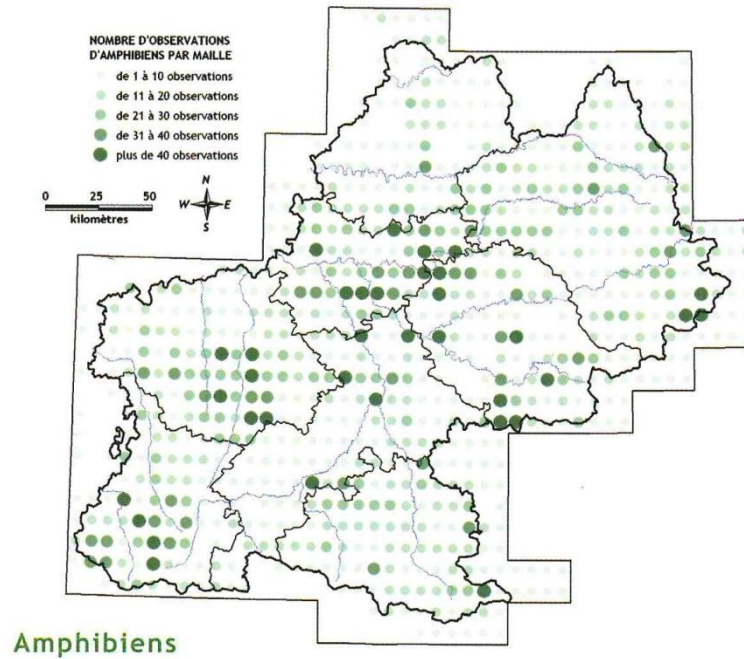 NOMBRE D'OBSERVATIONS
D'AMPHIBIENS PAR MAILLE
de 1 à 10 observations
de 11 à 20 observations
de 21 à 30 observations
de 31 à 40 observations
plus de 40 observations
0 25 50
kilomètres
N
W E
S
Amphibiens